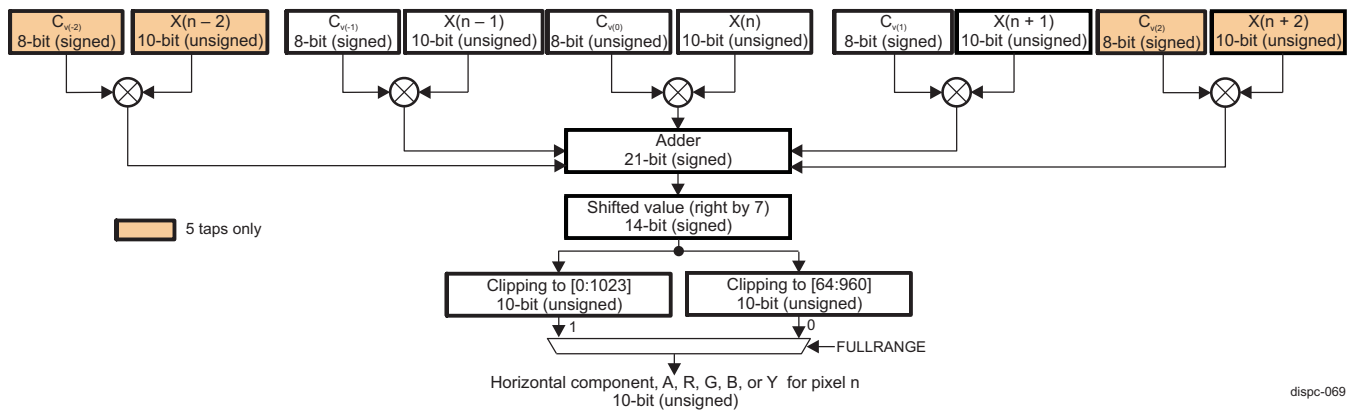 Cv(-2)
8-bit (signed)
X(n – 2)
10-bit (unsigned)
Cv(-1)
8-bit (signed)
X(n – 1)
10-bit (unsigned)
Cv(0)
8-bit (signed)
X(n)
10-bit (unsigned)
Cv(1)
8-bit (signed)
X(n + 1)
10-bit (unsigned)
Cv(2)
8-bit (signed)
X(n + 2)
10-bit (unsigned)
Adder
21-bit (signed)
Shifted value (right by 7)
14-bit (signed)
5 taps only
Clipping to [0:1023]
10-bit (unsigned)
Clipping to [64:960]
10-bit (unsigned)
1
0
FULLRANGE
Horizontal component, A, R, G, B, or Y for pixel n
10-bit (unsigned)
dispc-069